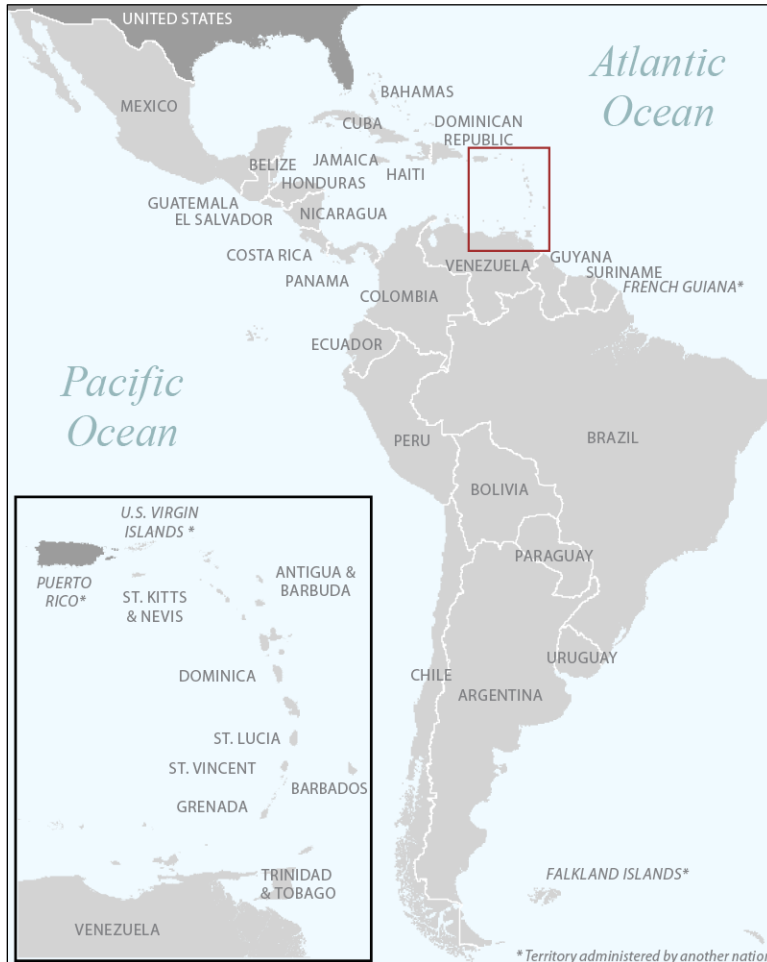 UNITED STATES
Atlantic
Ocean
MEXICO
BAHAMAS
CUBA
DOMINICAN
REPUBLIC
BELIZE
JAMAICA
HAITI
HONDURAS
GUATEMALA
EL SALVADOR
NICARAGUA
COSTA RICA
PANAMA
VENEZUELA
GUYANA
SURINAME
FRENCH GUIANA*
COLOMBIA
ECUADOR
Pacific
Ocean
PERU
BRAZIL
BOLIVIA
PARAGUAY
URUGUAY
CHILE
ARGENTINA
FALKLAND ISLANDS*
U.S. VIRGIN
ISLANDS *
PUERTO
RICO*
ST. KITTS
& NEVIS
ANTIGUA &
BARBUDA
DOMINICA
ST. LUCIA
ST. VINCENT
BARBADOS
GRENADA
TRINIDAD
& TOBAGO
VENEZUELA
* Territory administered by another nation